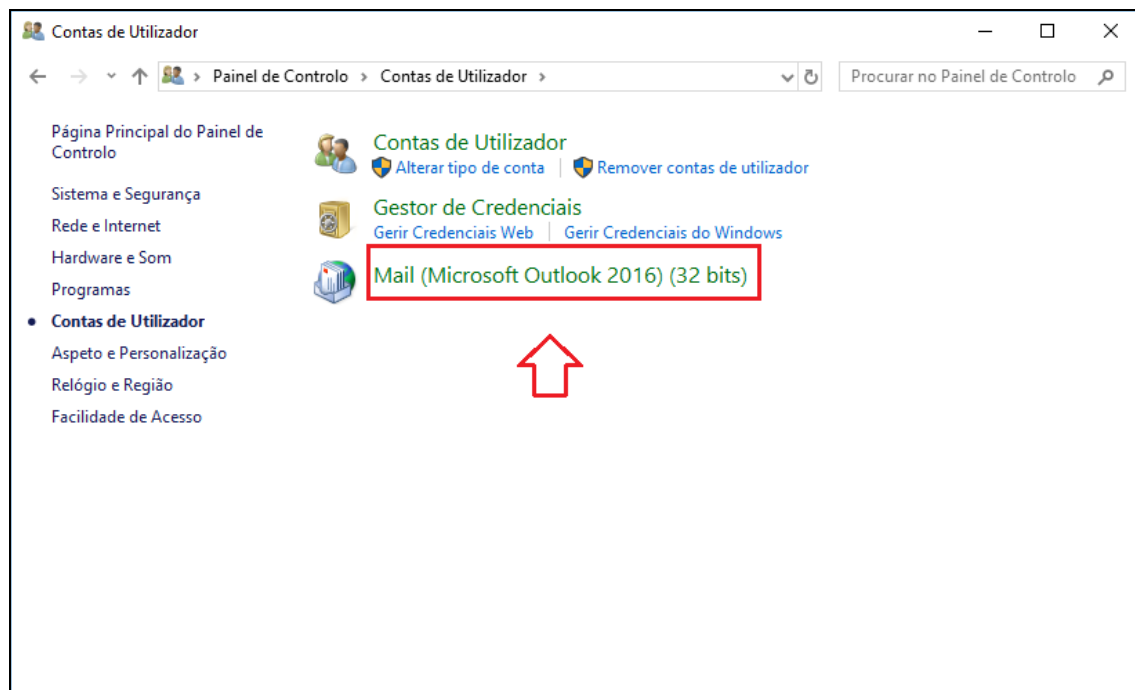 Contas de Utilizador
Painel de Controlo > Contas de Utilizador >
Procurar no Painel de Controlo
Página Principal do Painel de
Controlo
Sistema e Segurança
Rede e Internet
Hardware e Som
Programas
Contas de Utilizador
Aspeto e Personalização
Relógio e Região
Facilidade de Acesso
Contas de Utilizador
Alterar tipo de conta
Remover contas de utilizador
Gestor de Credenciais
Gerir Credenciais Web
Gerir Credenciais do Windows
Mail (Microsoft Outlook 2016) (32 bits)